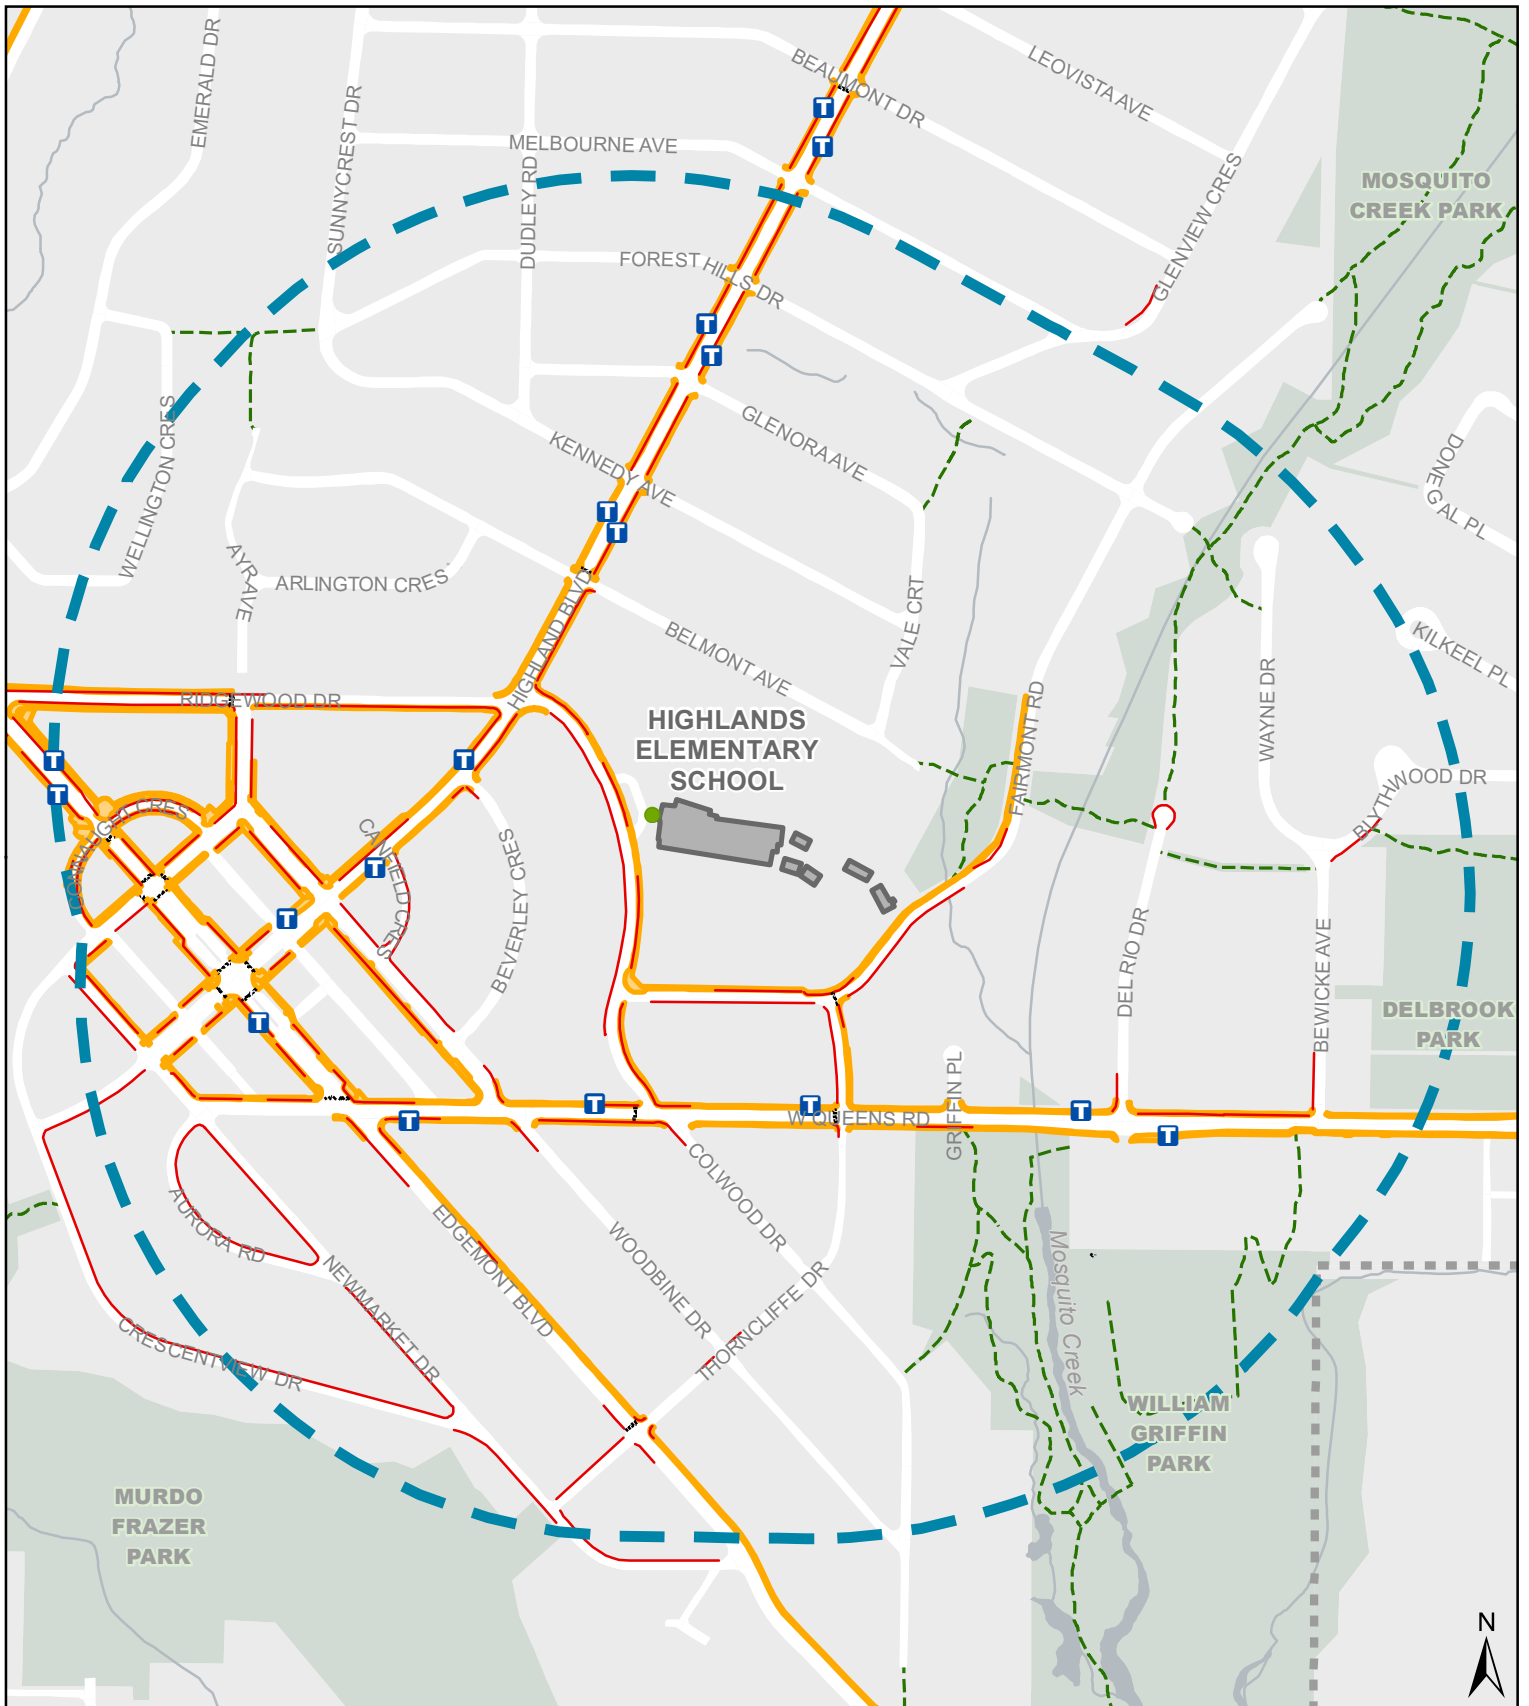 EMERALD DR
SUNNYCREST DR
DUDLEY RD
MELBOURNE AVE
BEAUMONT DR
LEOVISTA AVE
GLENVIEW CRES
MOSQUITO
CREEK PARK
FOREST HILLS DR
T
T
T
T
WELLINGTON CRES
KENNEDY AVE
GLENORA AVE
DONEGAL PL
T
T
AYR AVE
ARLINGTON CRES
HIGHLAND BLVD
BELMONT AVE
VALE CRT
KILKEEL PL
RIDGEWOOD DR
FAIRMONT RD
WAYNE DR
HIGHLANDS
ELEMENTARY
SCHOOL
T
T
T
BLYTHWOOD DR
CONNAUGHT CRES
CANFIELD CRES
T
BEVERLEY CRES
T
DEL RIO DR
BEWICKE AVE
DELBROOK
PARK
T
GRIFFIN PL
T
T
T
T
T
W QUEENS RD
COLWOOD DR
AURORA RD
EDGEMONT BLVD
WOODBINE DR
THORNCLIFFE DR
NEWMARKET DR
CRESCENTVIEW DR
Mosquito Creek
WILLIAM
GRIFFIN
PARK
MURDO
FRAZER
PARK
N